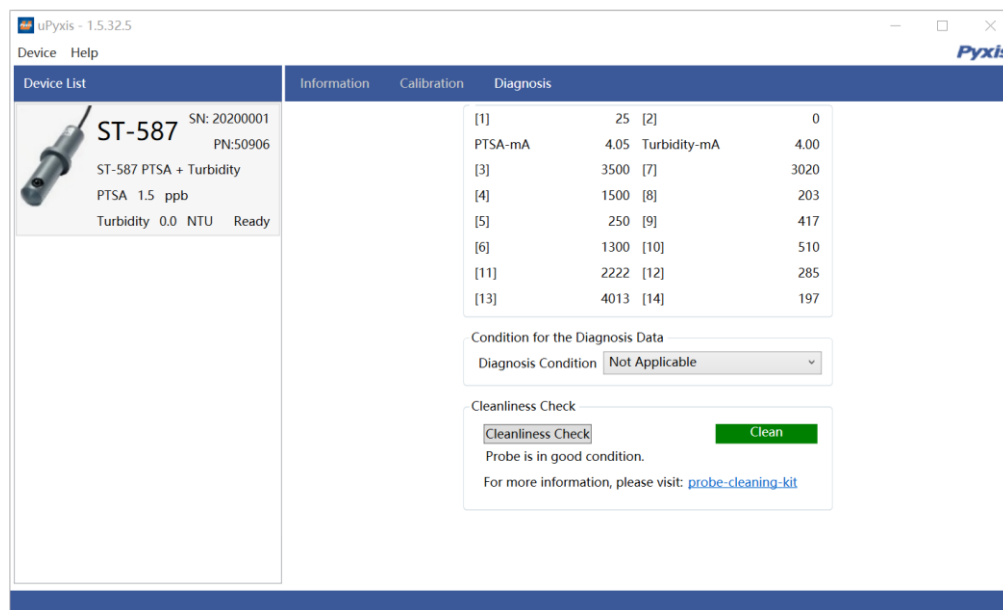 uPyxis - 1.5.32.5
Device Help
Pyxis
Device List
Information Calibration Diagnosis
ST-587
SN: 20200001
PN:50906
ST-587 PTSA + Turbidity
PTSA 1.5 ppb
Turbidity 0.0 NTU Ready
[1] 25 [2] 0
PTSA-mA 4.05 Turbidity-mA 4.00
[3] 3500 [7] 3020
[4] 1500 [8] 203
[5] 250 [9] 417
[6] 1300 [10] 510
[11] 2222 [12] 285
[13] 4013 [14] 197
Condition for the Diagnosis Data
Diagnosis Condition Not Applicable
Cleanliness Check
Cleanliness Check Clean
Probe is in good condition.
For more information, please visit: probe-cleaning-kit